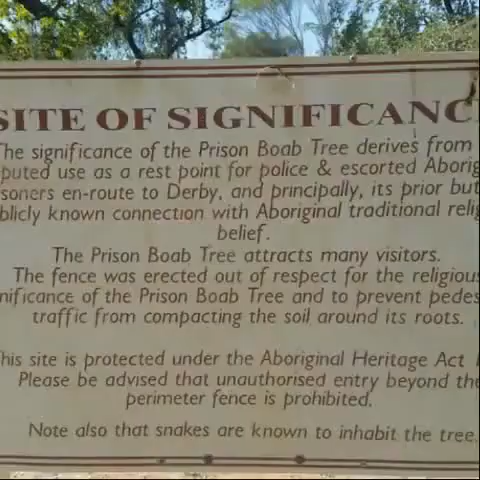 SITE OF SIGNIFICANC
The significance of the Prison Boab Tree derives from
puted use as a rest point for police & escorted Aborig
soners en-route to Derby, and principally, its prior but
blicly known connection with Aboriginal traditional relig
belief.
The Prison Boab Tree attracts many visitors.
The fence was erected out of respect for the religious
nificance of the Prison Boab Tree and to prevent pedes
traffic from compacting the soil around its roots.
his site is protected under the Aboriginal Heritage Act
Please be advised that unauthorised entry beyond the
perimeter fence is prohibited.
Note also that snakes are known to inhabit the tree.